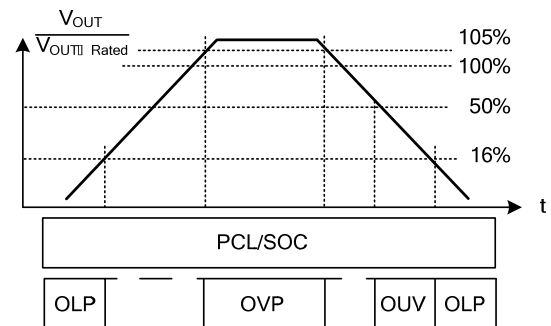 VOUT
VOUT▯ Rated
105%
100%
50%
16%
t
PCL/SOC
OLP
OVP
OUV
OLP